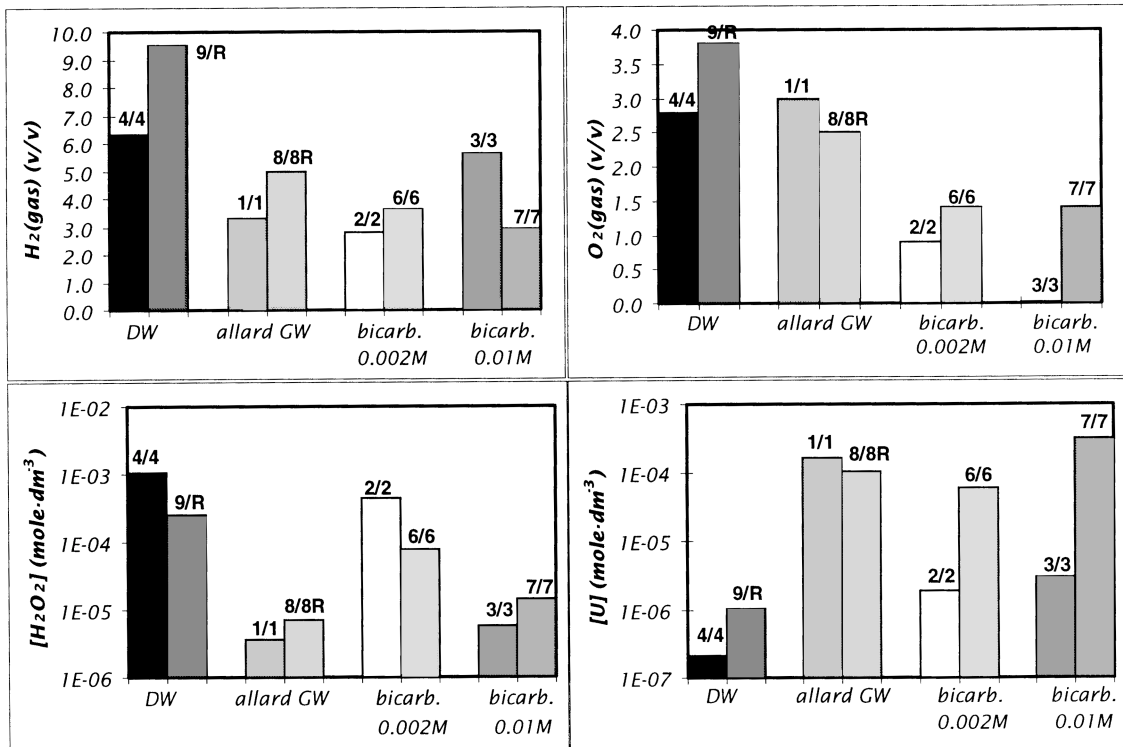 H2(gas) (v/v)
10.0
9.0
8.0
7.0
6.0
5.0
4.0
3.0
2.0
1.0
0.0
4/4
9/R
1/1
8/8R
2/2
6/6
3/3
7/7
DW
allard GW
bicarb.
0.002M
bicarb.
0.01M
O2(gas) (v/v)
4.0
3.5
3.0
2.5
2.0
1.5
1.0
0.5
0.0
4/4
9/R
1/1
8/8R
2/2
6/6
3/3
7/7
DW
allard GW
bicarb.
0.002M
bicarb.
0.01M
[H2O2] (mole·dm-3)
1E-02
1E-03
1E-04
1E-05
1E-06
4/4
9/R
1/1
8/8R
2/2
6/6
3/3
7/7
DW
allard GW
bicarb.
0.002M
bicarb.
0.01M
[U] (mole·dm-3)
1E-03
1E-04
1E-05
1E-06
1E-07
4/4
9/R
1/1
8/8R
2/2
6/6
3/3
7/7
DW
allard GW
bicarb.
0.002M
bicarb.
0.01M